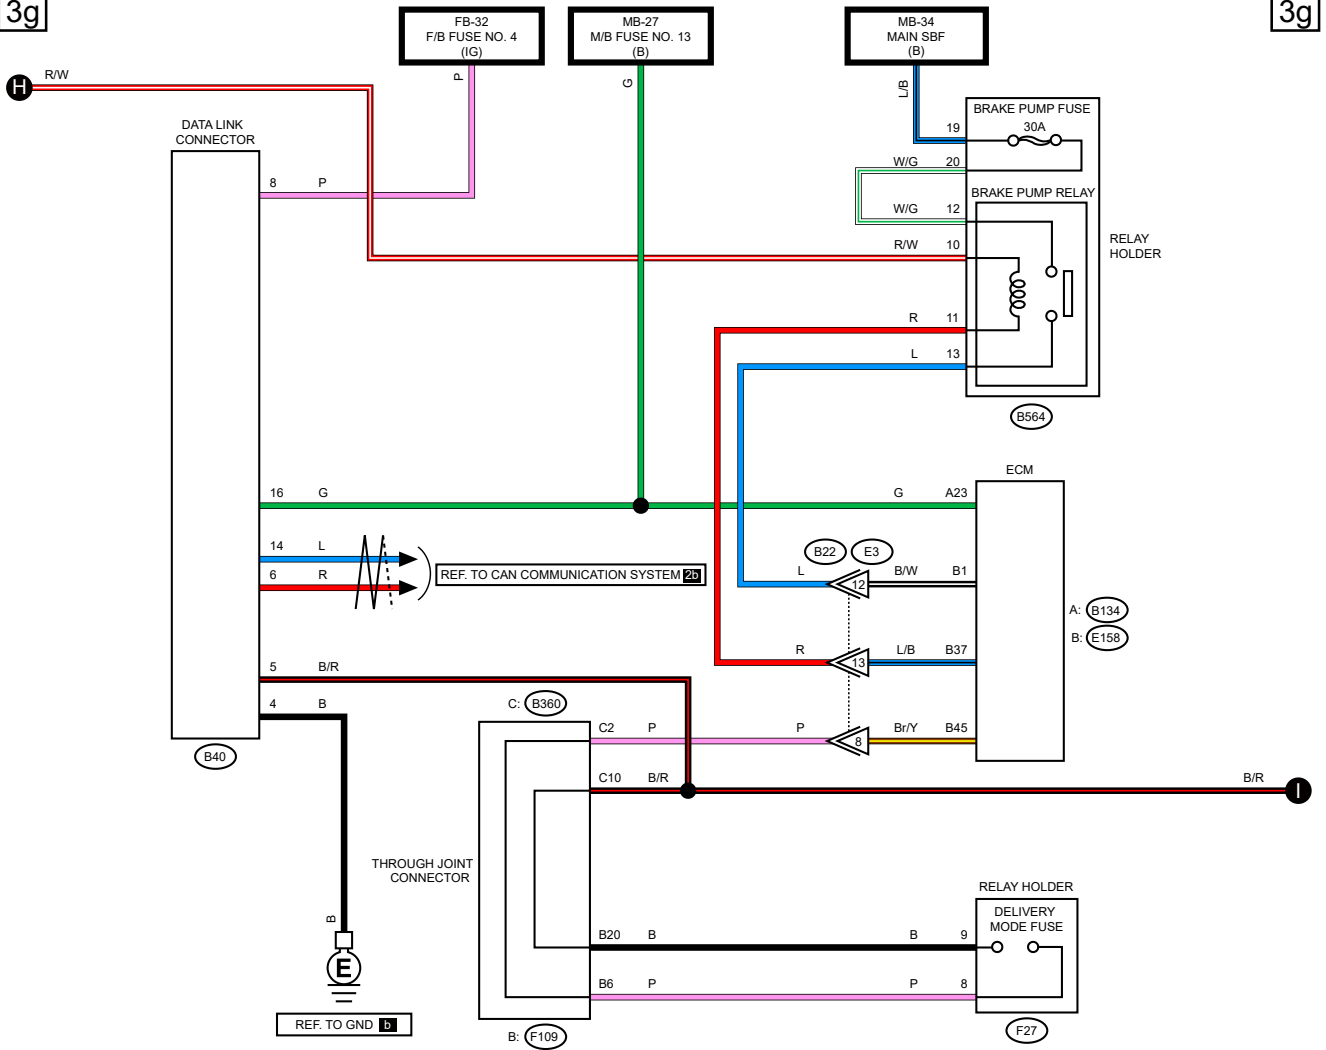 3g
3g
FB-32
F/B FUSE NO. 4
(IG)
MB-27
M/B FUSE NO. 13
(B)
MB-34
MAIN SBF
(B)
H
R/W
P
G
L/B
DATA LINK
CONNECTOR
BRAKE PUMP FUSE
30A
19
W/G 20
BRAKE PUMP RELAY
W/G 12
R/W 10
RELAY
HOLDER
R 11
L 13
B564
8 P
16 G
14 L
6 R
REF. TO CAN COMMUNICATION SYSTEM 2b
5 B/R
4 B
B40
B
E
REF. TO GND b
ECM
G A23
B22 E3
L 12 B/W B1
A: B134
B: E158
R 13 L/B B37
C: B360
C2 P P 8 Br/Y B45
C10 B/R B/R I
THROUGH JOINT
CONNECTOR
RELAY HOLDER
DELIVERY
MODE FUSE
B20 B B 9
B6 P P 8
B: F109
F27